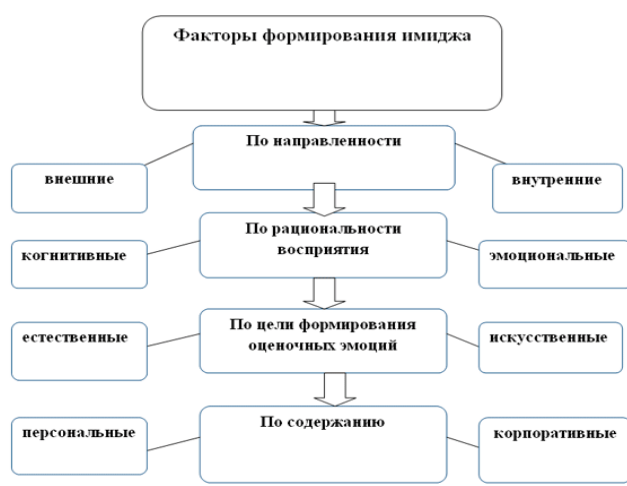 Факторы формирования имиджа
По направленности
внешние
внутренние
По рациональности
восприятия
когнитивные
эмоциональные
По цели формирования
оценочных эмоций
естественные
искусственные
По содержанию
персональные
корпоративные